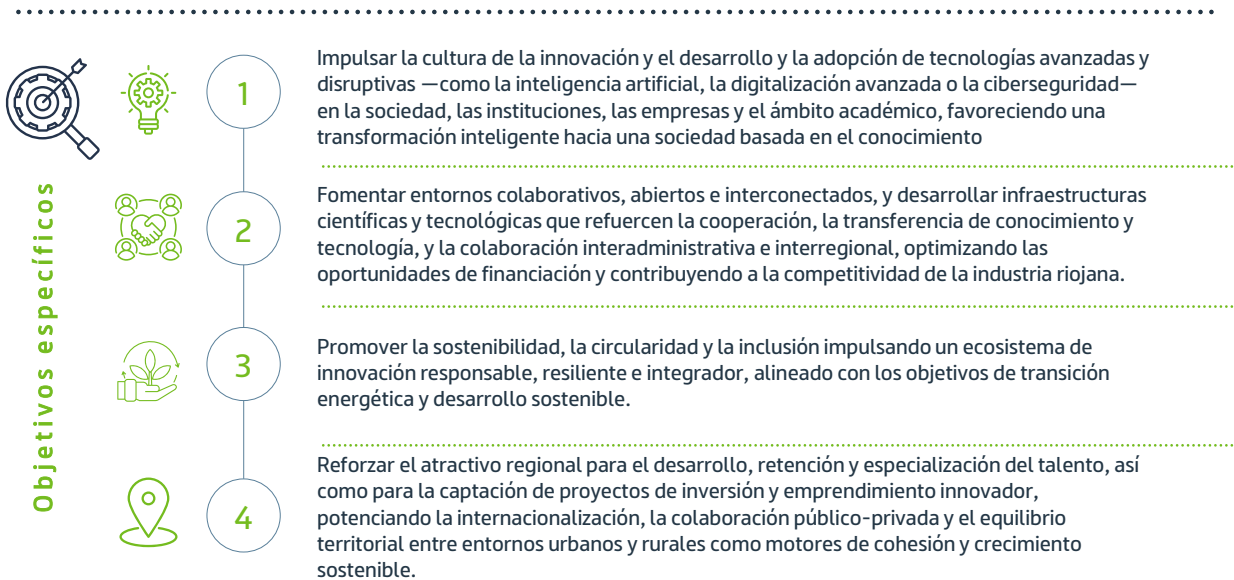 Objetivos específicos
1
Impulsar la cultura de la innovación y el desarrollo y la adopción de tecnologías avanzadas y
disruptivas —como la inteligencia artificial, la digitalización avanzada o la ciberseguridad—
en la sociedad, las instituciones, las empresas y el ámbito académico, favoreciendo una
transformación inteligente hacia una sociedad basada en el conocimiento
2
Fomentar entornos colaborativos, abiertos e interconectados, y desarrollar infraestructuras
científicas y tecnológicas que refuercen la cooperación, la transferencia de conocimiento y
tecnología, y la colaboración interadministrativa e interregional, optimizando las
oportunidades de financiación y contribuyendo a la competitividad de la industria riojana.
3
Promover la sostenibilidad, la circularidad y la inclusión impulsando un ecosistema de
innovación responsable, resiliente e integrador, alineado con los objetivos de transición
energética y desarrollo sostenible.
4
Reforzar el atractivo regional para el desarrollo, retención y especialización del talento, así
como para la captación de proyectos de inversión y emprendimiento innovador,
potenciando la internacionalización, la colaboración público-privada y el equilibrio
territorial entre entornos urbanos y rurales como motores de cohesión y crecimiento
sostenible.